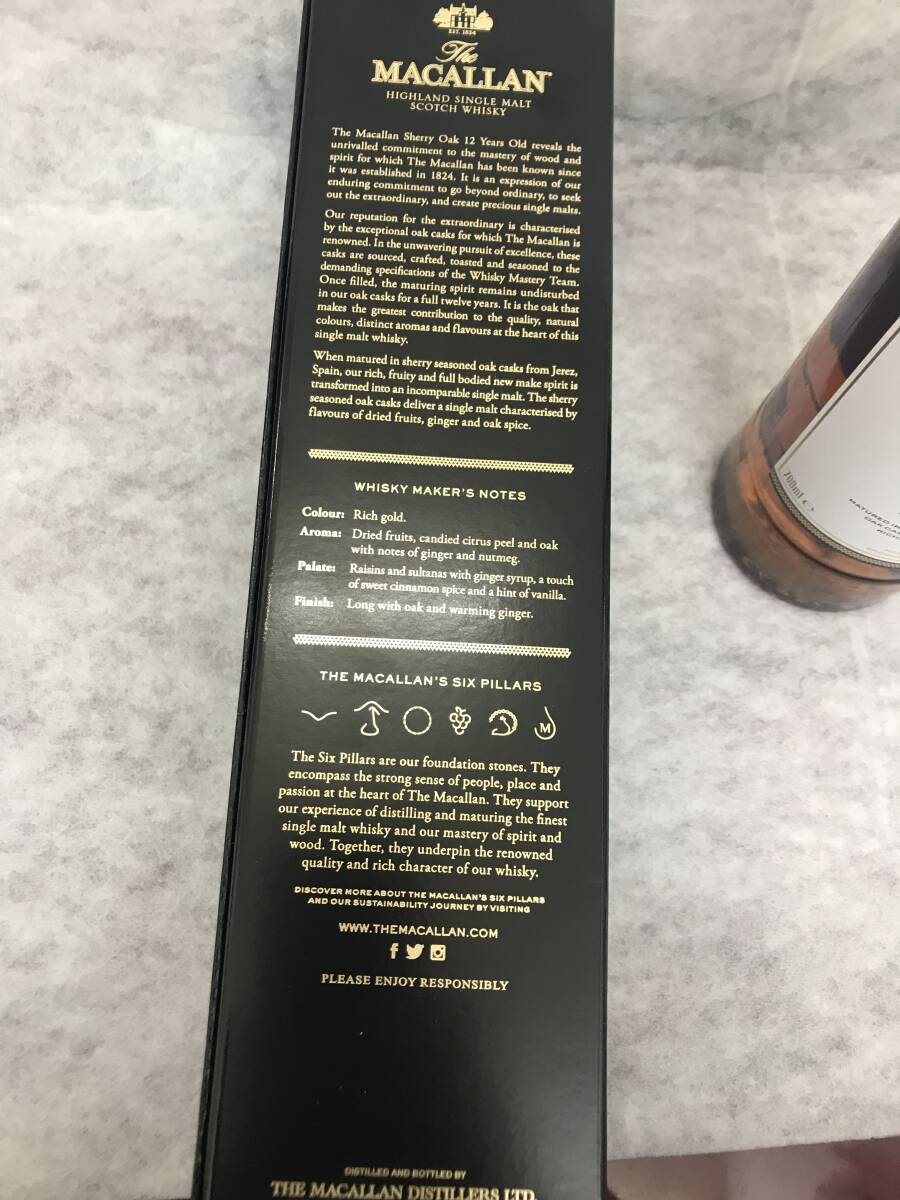 EST. 1824
The
MACALLAN
HIGHLAND SINGLE MALT
SCOTCH WHISKY
The Macallan Sherry Oak 12 Years Old reveals the
unrivalled commitment to the mastery of wood and
spirit for which The Macallan has been known since
it was established in 1824. It is an expression of our
enduring commitment to go beyond ordinary, to seek
out the extraordinary, and create precious single malts.
Our reputation for the extraordinary is characterised
by the exceptional oak casks for which The Macallan is
renowned. In the unwavering pursuit of excellence, these
casks are sourced, crafted, toasted and seasoned to the
demanding specifications of the Whisky Mastery Team.
Once filled, the maturing spirit remains undisturbed
in our oak casks for a full twelve years. It is the oak that
makes the greatest contribution to the quality, natural
colours, distinct aromas and flavours at the heart of this
single malt whisky.
When matured in sherry seasoned oak casks from Jerez,
Spain, our rich, fruity and full bodied new make spirit is
transformed into an incomparable single malt. The sherry
seasoned oak casks deliver a single malt characterised by
flavours of dried fruits, ginger and oak spice.
WHISKY MAKER'S NOTES
Colour: Rich gold.
Aroma: Dried fruits, candied citrus peel and oak
with notes of ginger and nutmeg.
Palate: Raisins and sultanas with ginger syrup, a touch
of sweet cinnamon spice and a hint of vanilla.
Finish: Long with oak and warming ginger.
THE MACALLAN'S SIX PILLARS
M
The Six Pillars are our foundation stones. They
encompass the strong sense of people, place and
passion at the heart of The Macallan. They support
our experience of distilling and maturing the finest
single malt whisky and our mastery of spirit and
wood. Together, they underpin the renowned
quality and rich character of our whisky.
DISCOVER MORE ABOUT THE MACALLAN'S SIX PILLARS
AND OUR SUSTAINABILITY JOURNEY BY VISITING
WWW.THEMACALLAN.COM
PLEASE ENJOY RESPONSIBLY
DISTILLED AND BOTTLED BY
THE MACALLAN DISTILLERS LTD.
700ml e
MATURED IN
OAK CA
RICH